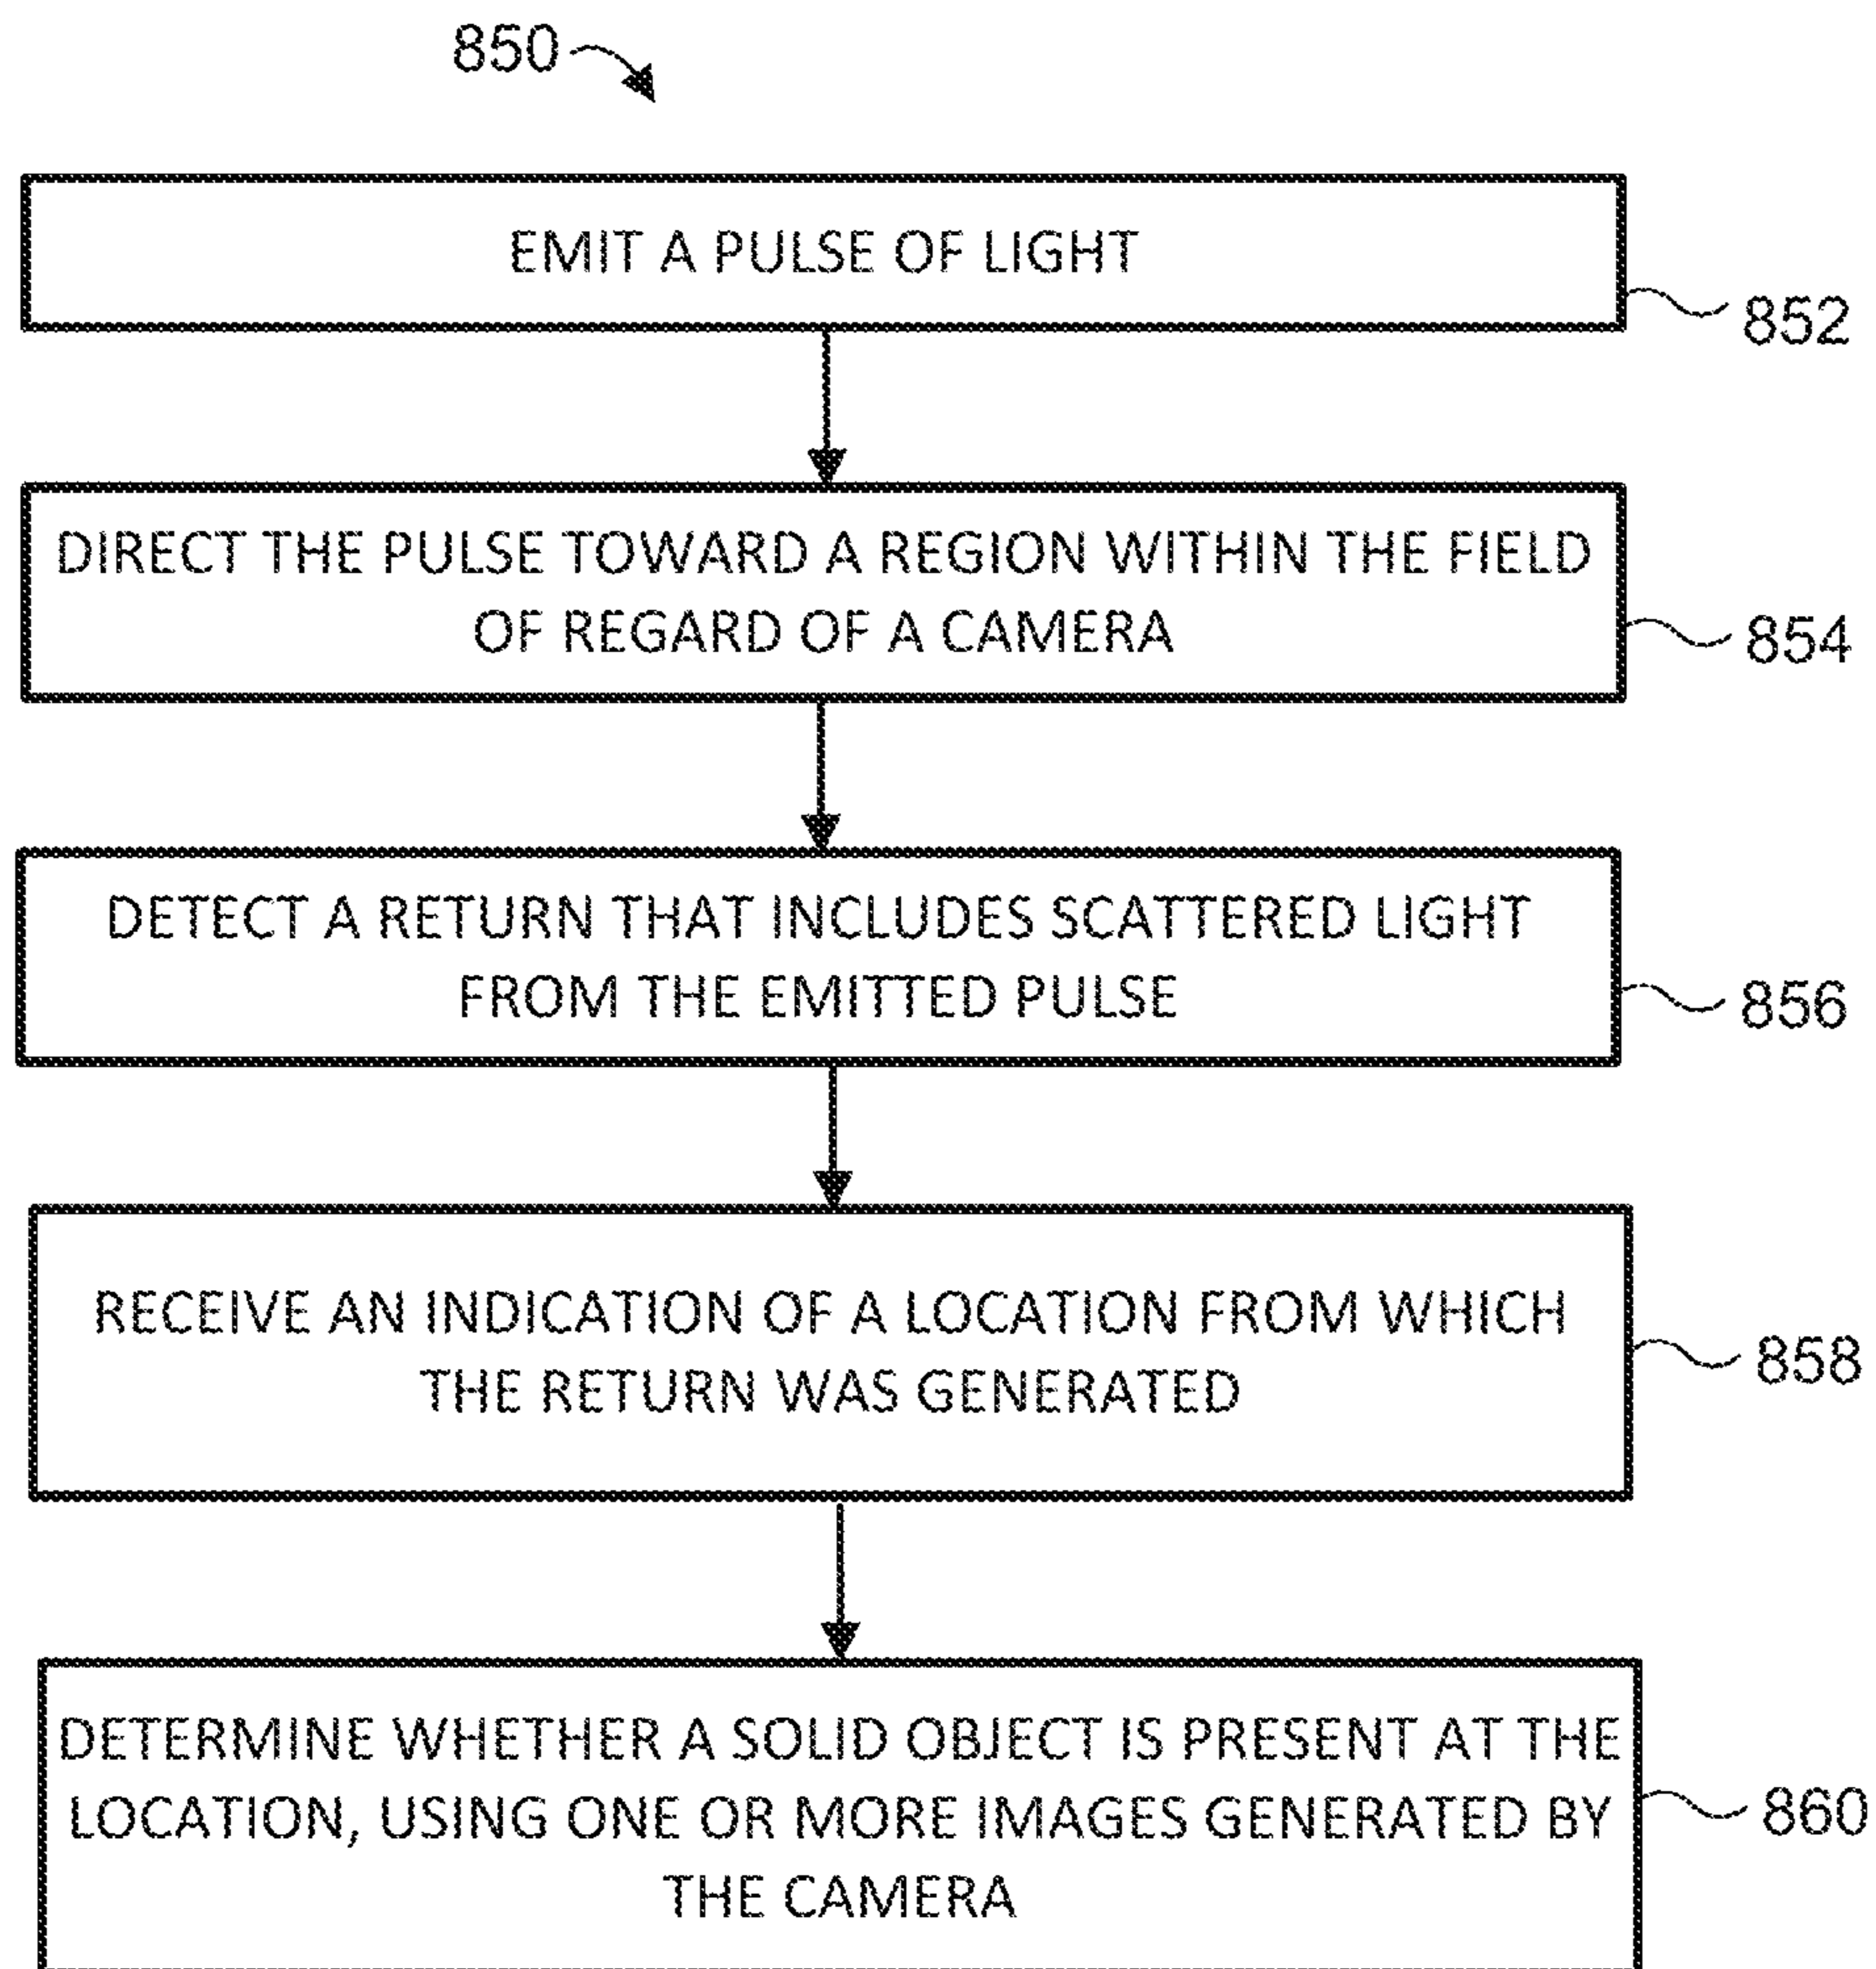 850
EMIT A PULSE OF LIGHT
852
DIRECT THE PULSE TOWARD A REGION WITHIN THE FIELD
OF REGARD OF A CAMERA
854
DETECT A RETURN THAT INCLUDES SCATTERED LIGHT
FROM THE EMITTED PULSE
856
RECEIVE AN INDICATION OF A LOCATION FROM WHICH
THE RETURN WAS GENERATED
858
DETERMINE WHETHER A SOLID OBJECT IS PRESENT AT THE
LOCATION, USING ONE OR MORE IMAGES GENERATED BY
THE CAMERA
860